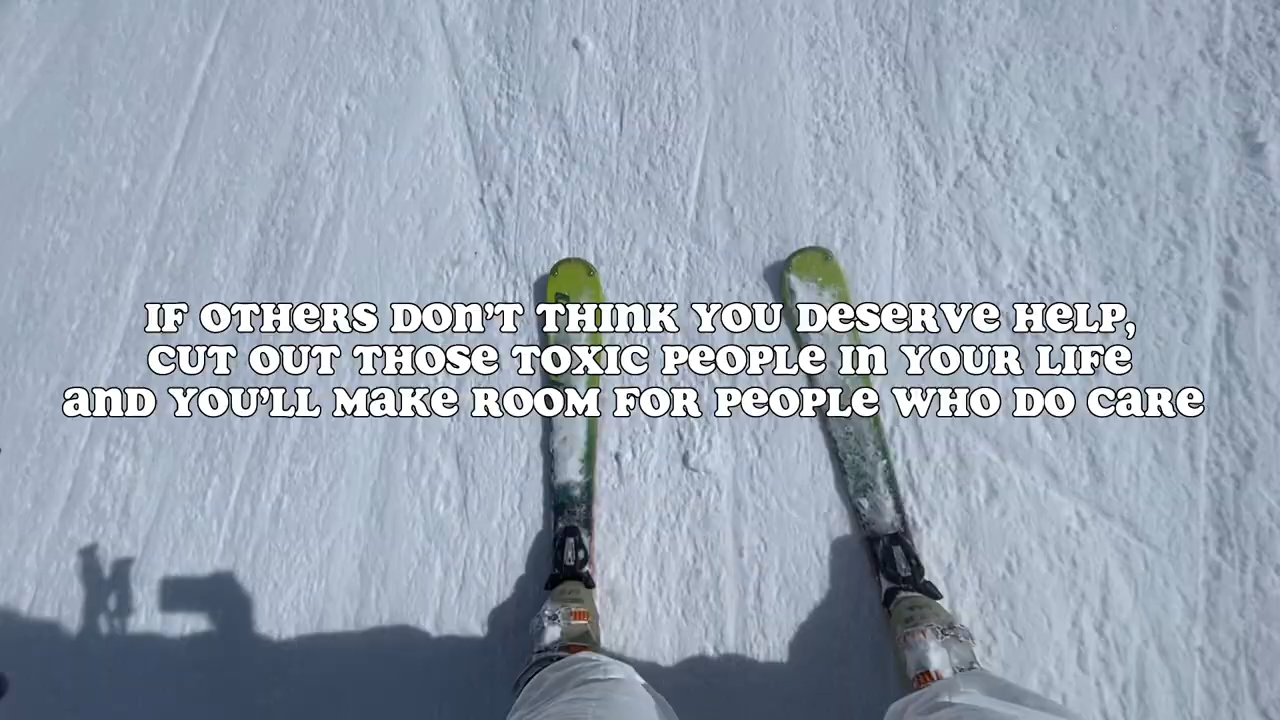 IF OTHERS DON'T THINK YOU DESERVE HELP,
CUT OUT THOSE TOXIC PEOPLE IN YOUR LIFE
AND YOU'LL MAKE ROOM FOR PEOPLE WHO DO CARE